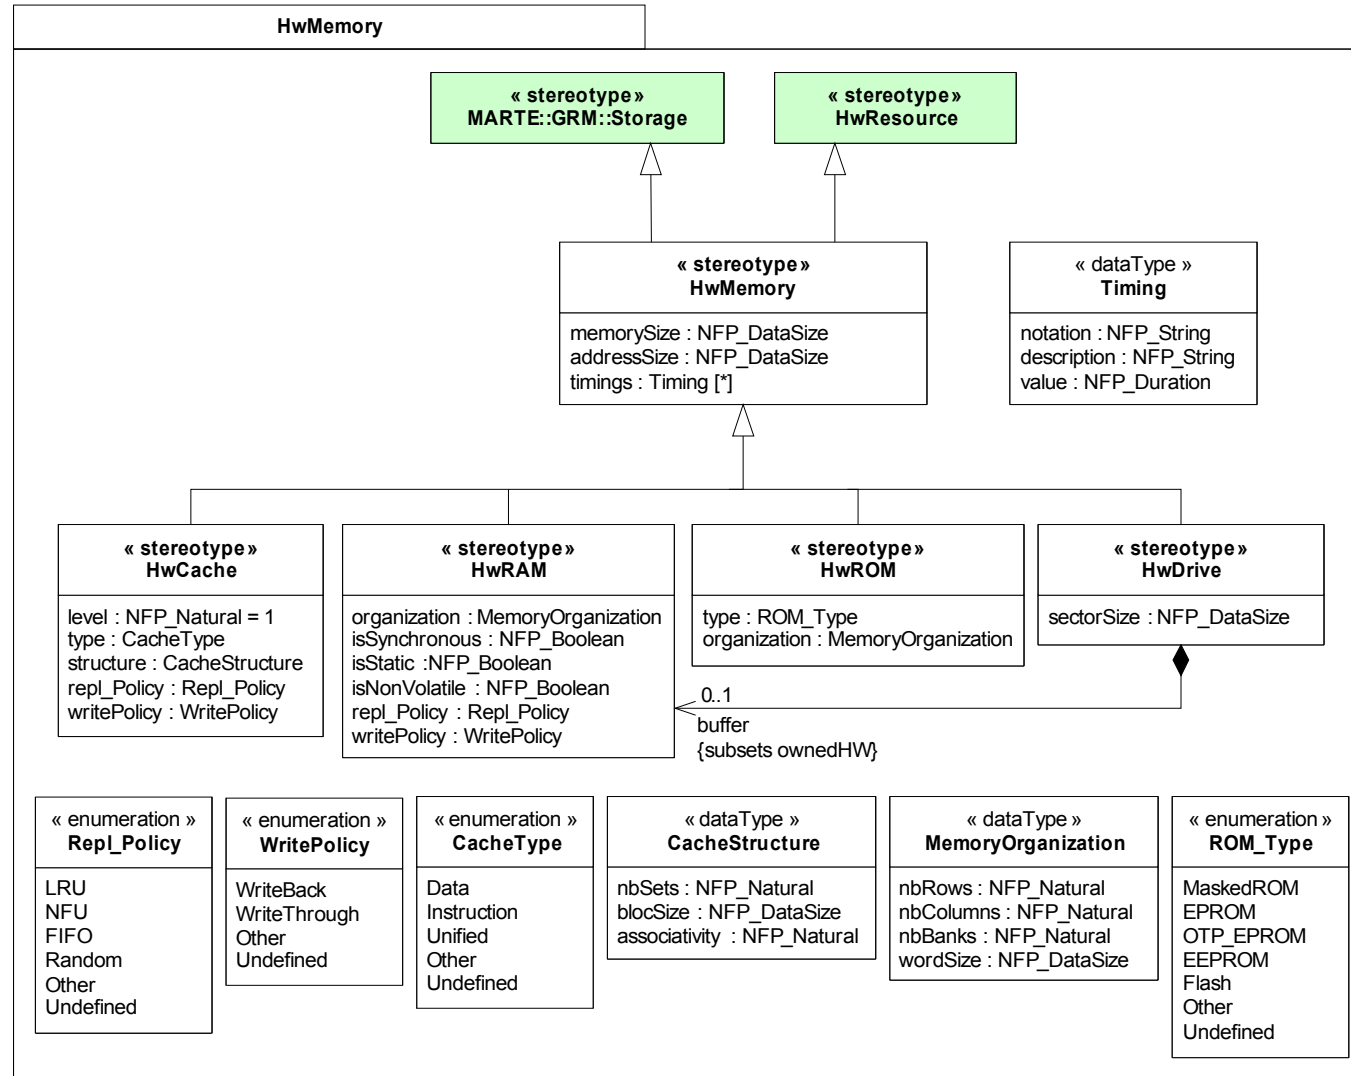 HwMemory
« stereotype»
MARTE::GRM::Storage
« stereotype»
HwResource
« stereotype»
HwMemory
memorySize : NFP_DataSize
addressSize : NFP_DataSize
timings : Timing [*]
« dataType »
Timing
notation : NFP_String
description : NFP_String
value : NFP_Duration
« stereotype»
HwCache
level : NFP_Natural = 1
type : CacheType
structure : CacheStructure
repl_Policy : Repl_Policy
writePolicy : WritePolicy
« stereotype»
HwRAM
organization : MemoryOrganization
isSynchronous : NFP_Boolean
isStatic :NFP_Boolean
isNonVolatile : NFP_Boolean
repl_Policy : Repl_Policy
writePolicy : WritePolicy
« stereotype»
HwROM
type : ROM_Type
organization : MemoryOrganization
« stereotype»
HwDrive
sectorSize : NFP_DataSize
0..1
buffer
{subsets ownedHW}
« enumeration »
Repl_Policy
LRU
NFU
FIFO
Random
Other
Undefined
« enumeration »
WritePolicy
WriteBack
WriteThrough
Other
Undefined
« enumeration »
CacheType
Data
Instruction
Unified
Other
Undefined
« dataType »
CacheStructure
nbSets : NFP_Natural
blocSize : NFP_DataSize
associativity : NFP_Natural
« dataType »
MemoryOrganization
nbRows : NFP_Natural
nbColumns : NFP_Natural
nbBanks : NFP_Natural
wordSize : NFP_DataSize
« enumeration »
ROM_Type
MaskedROM
EPROM
OTP_EPROM
EEPROM
Flash
Other
Undefined